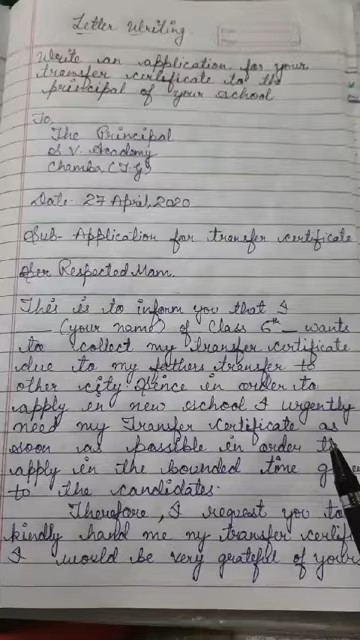 Letter Writing
Write an application for your
transfer certificate to the
principal of your school
To,
The Principal
S. V. Academy
Chamba (T.G)
Date- 27 April, 2020
Sub- Application for transfer certificate
Respected Mam.
This is to inform you that I
____ (your name) of Class 6th _ wants
to collect my transfer certificate
due to my fathers transfer to
other city. Since in order to
apply in new school I urgently
need my Transfer certificate as
soon as possible in order
apply in the bounded time
to the candidates.
Therefore, I request you to
kindly hand me my transfer certif
I would be very grateful of yours